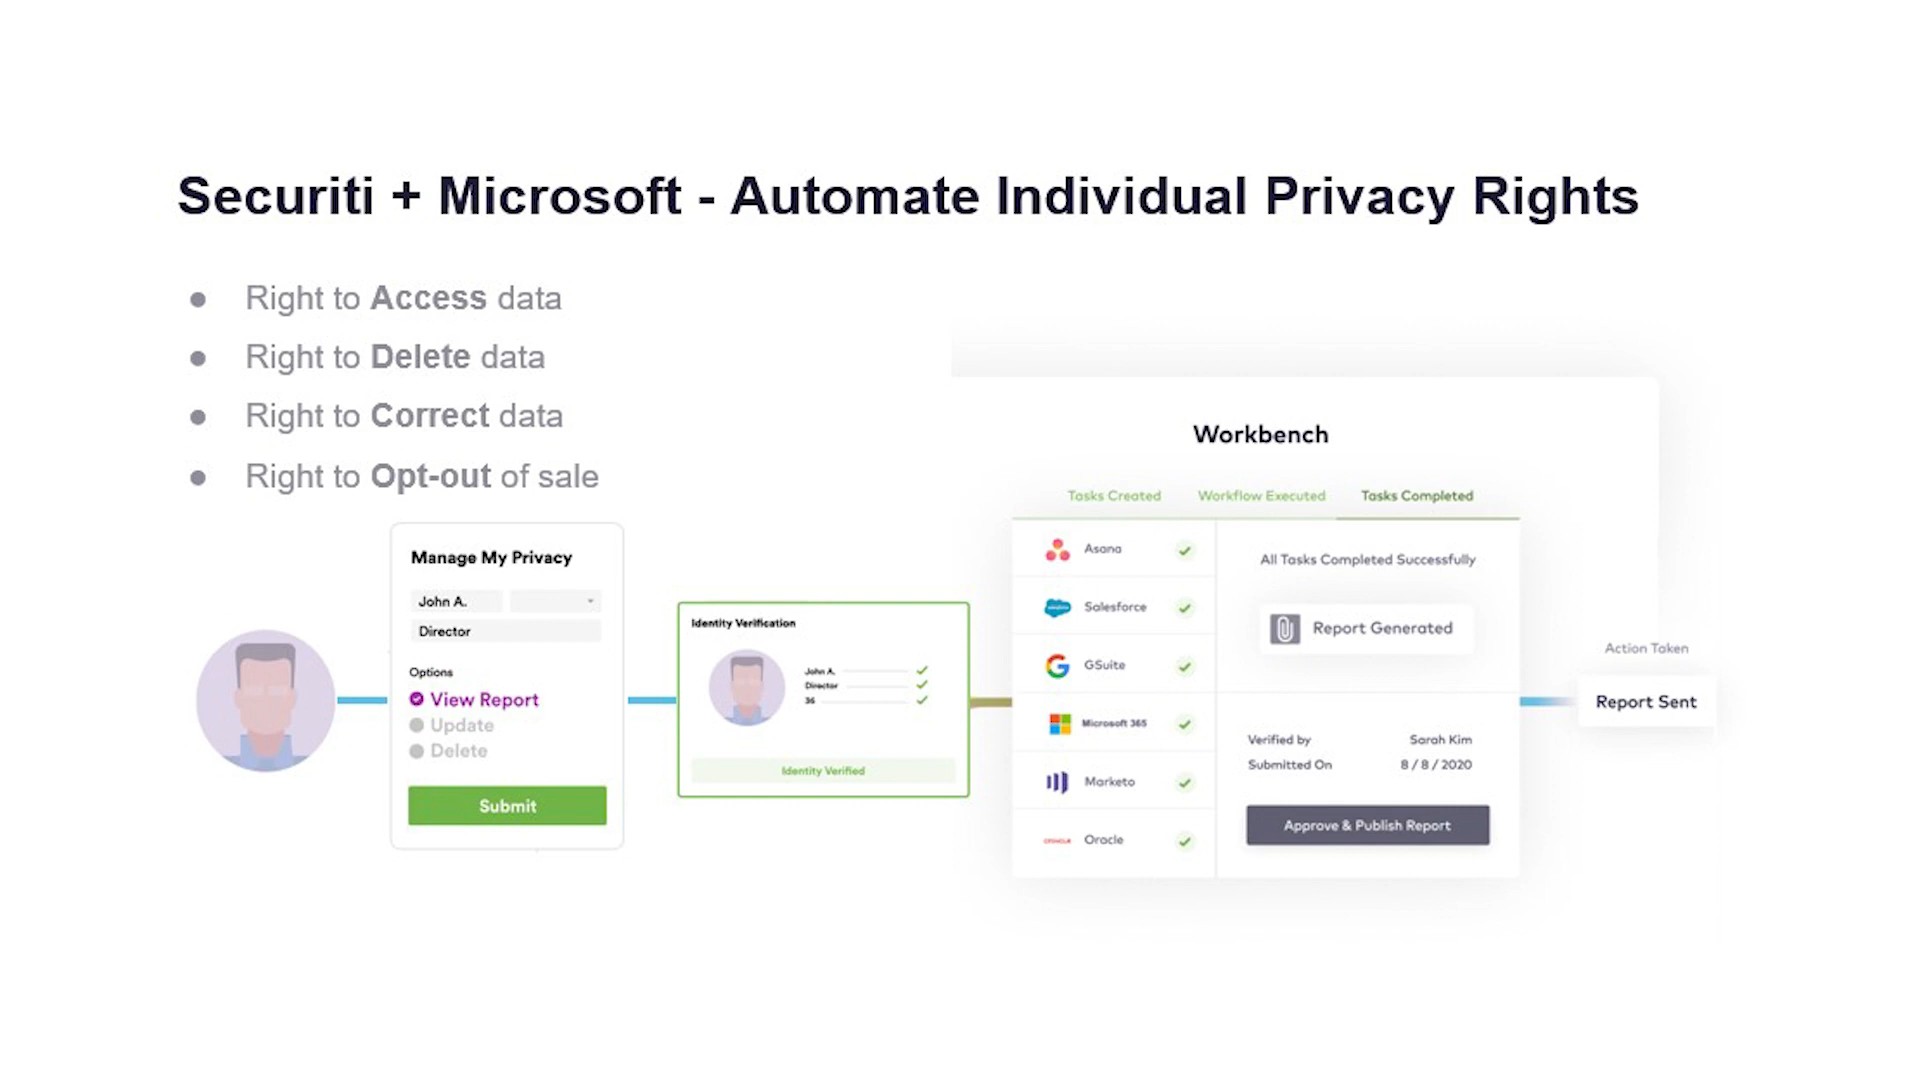 Securiti + Microsoft - Automate Individual Privacy Rights
● Right to Access data
● Right to Delete data
● Right to Correct data
● Right to Opt-out of sale
Manage My Privacy
John A.
Director
Options
View Report
Update
Delete
Submit
Identity Verification
John A.
Director
36
Identity Verified
Workbench
Tasks Created Workflow Executed Tasks Completed
Asana
salesforce Salesforce
GSuite
Microsoft 365
Marketo
ORACLE Oracle
All Tasks Completed Successfully
Report Generated
Verified by Sarah Kim
Submitted On 8 / 8 / 2020
Approve & Publish Report
Action Taken
Report Sent